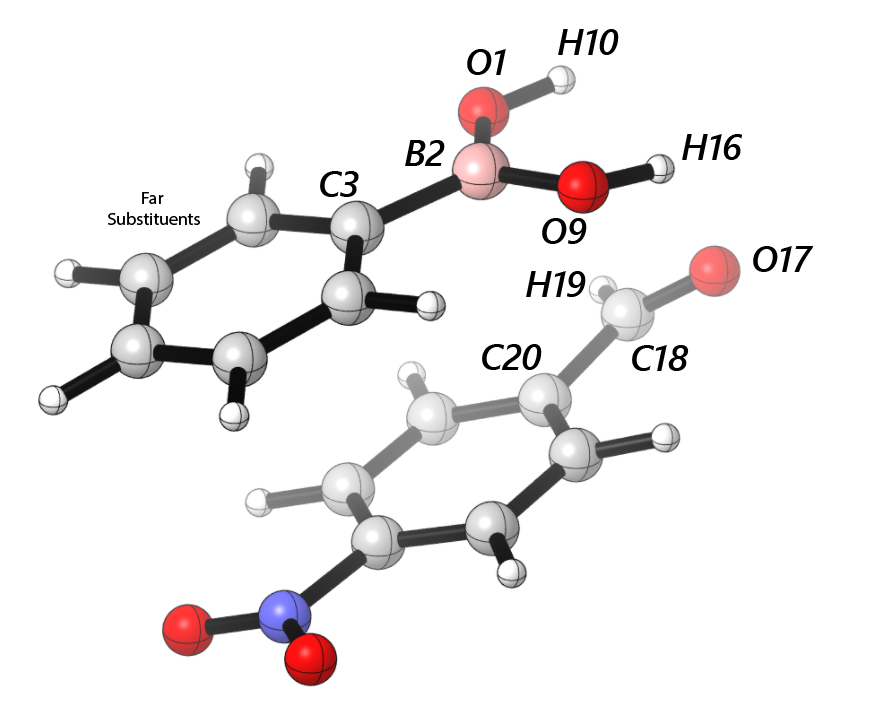 H10
O1
H16
B2
C3
Far
Substituents
O9
O17
H19
C20
C18